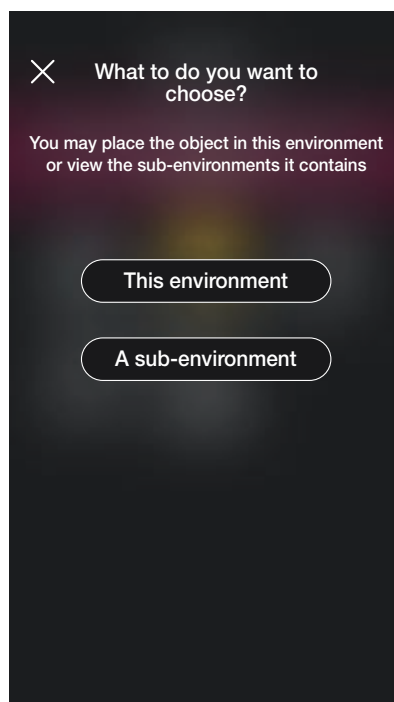 What to do you want to
choose?
You may place the object in this environment
or view the sub-environments it contains
This environment
A sub-environment